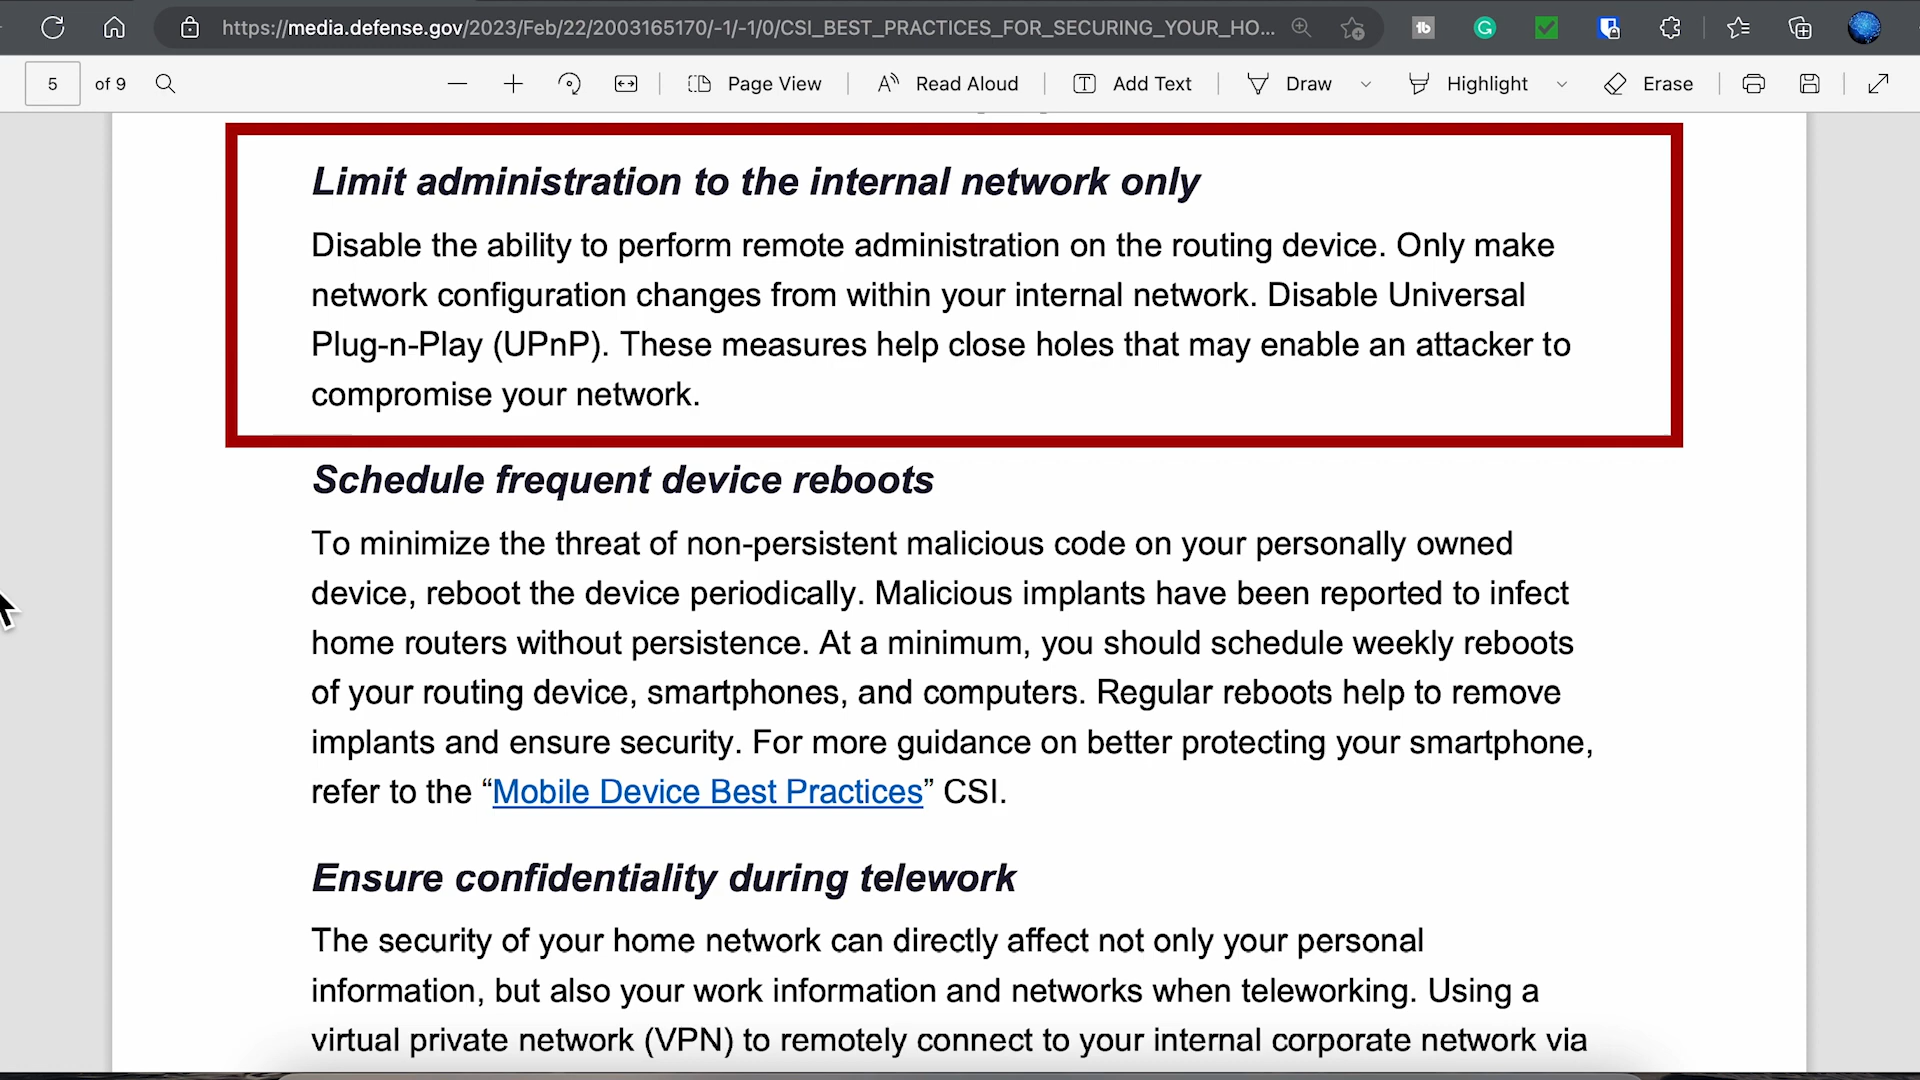 https://media.defense.gov/2023/Feb/22/2003165170/-1/-1/0/CSI_BEST_PRACTICES_FOR_SECURING_YOUR_HO...
5 of 9 Page View Read Aloud Add Text Draw Highlight Erase
Limit administration to the internal network only
Disable the ability to perform remote administration on the routing device. Only make
network configuration changes from within your internal network. Disable Universal
Plug-n-Play (UPnP). These measures help close holes that may enable an attacker to
compromise your network.
Schedule frequent device reboots
To minimize the threat of non-persistent malicious code on your personally owned
device, reboot the device periodically. Malicious implants have been reported to infect
home routers without persistence. At a minimum, you should schedule weekly reboots
of your routing device, smartphones, and computers. Regular reboots help to remove
implants and ensure security. For more guidance on better protecting your smartphone,
refer to the “Mobile Device Best Practices” CSI.
Ensure confidentiality during telework
The security of your home network can directly affect not only your personal
information, but also your work information and networks when teleworking. Using a
virtual private network (VPN) to remotely connect to your internal corporate network via